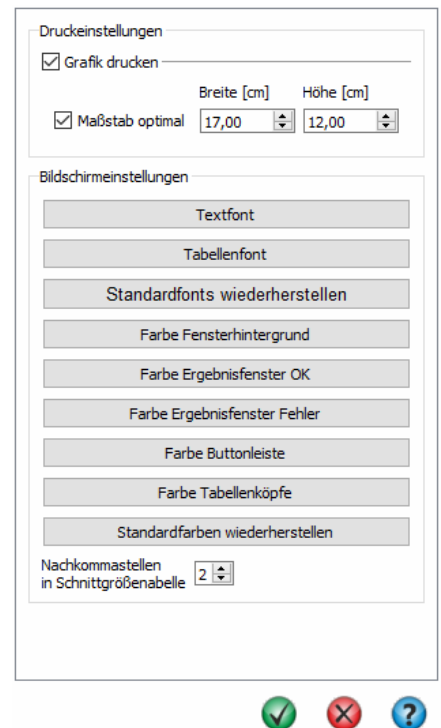 Druckeinstellungen
Grafik drucken
Breite [cm] Höhe [cm]
Maßstab optimal 17,00 12,00
Bildschirmeinstellungen
Textfont
Tabellenfont
Standardfonts wiederherstellen
Farbe Fensterhintergrund
Farbe Ergebnisfenster OK
Farbe Ergebnisfenster Fehler
Farbe Buttonleiste
Farbe Tabellenköpfe
Standardfarben wiederherstellen
Nachkommastellen
in Schnittgrößenabelle 2
?